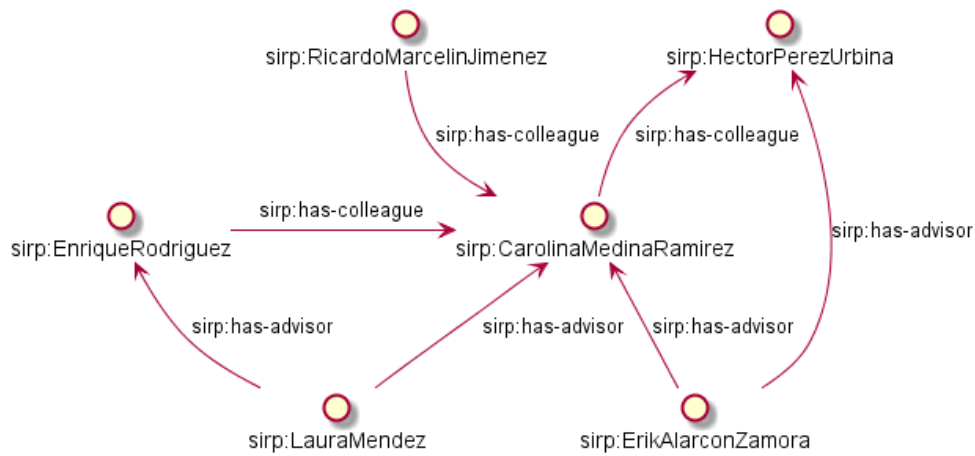 sirp:RicardoMarcelinJimenez
sirp:HectorPerezUrbina
sirp:has-colleague
sirp:has-colleague
sirp:has-colleague
sirp:EnriqueRodriguez
sirp:CarolinaMedinaRamirez
sirp:has-advisor
sirp:has-advisor
sirp:has-advisor
sirp:has-advisor
sirp:LauraMendez
sirp:ErikAlarconZamora